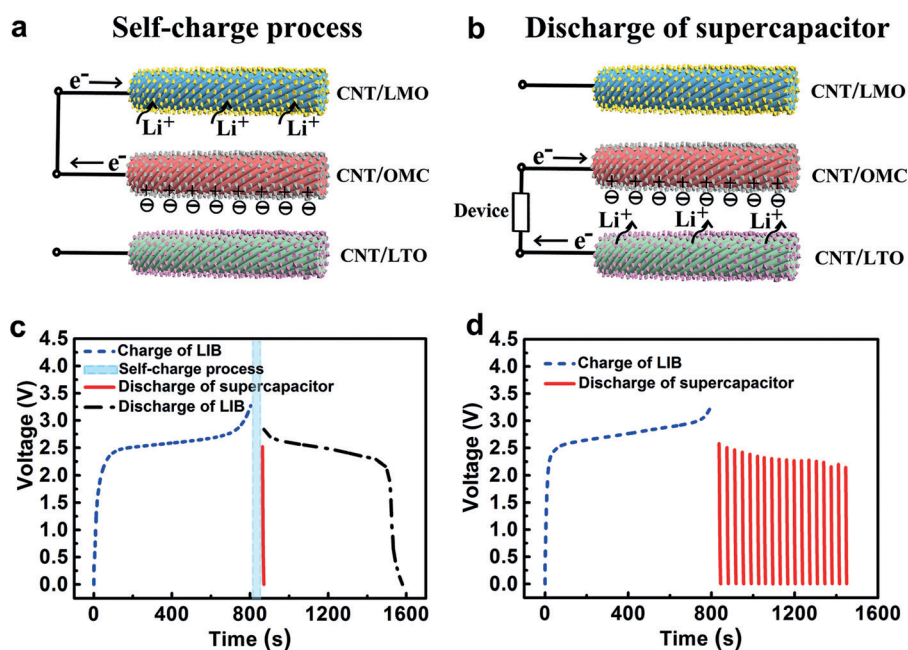 a Self-charge process
e⁻
CNT/LMO
Li⁺ Li⁺ Li⁺
e⁻
CNT/OMC
+ + + + + + + +
⊖ ⊖ ⊖ ⊖ ⊖ ⊖ ⊖ ⊖
CNT/LTO
b Discharge of supercapacitor
CNT/LMO
e⁻
CNT/OMC
+ + + + + + + +
⊖ ⊖ ⊖ ⊖ ⊖ ⊖ ⊖ ⊖
Device
Li⁺ Li⁺ Li⁺
e⁻
CNT/LTO
c
Charge of LIB
Self-charge process
Discharge of supercapacitor
Discharge of LIB
Voltage (V)
4.5
4.0
3.5
3.0
2.5
2.0
1.5
1.0
0.5
0.0
0 400 800 1200 1600
Time (s)
d
Charge of LIB
Discharge of supercapacitor
Voltage (V)
4.5
4.0
3.5
3.0
2.5
2.0
1.5
1.0
0.5
0.0
0 400 800 1200 1600
Time (s)